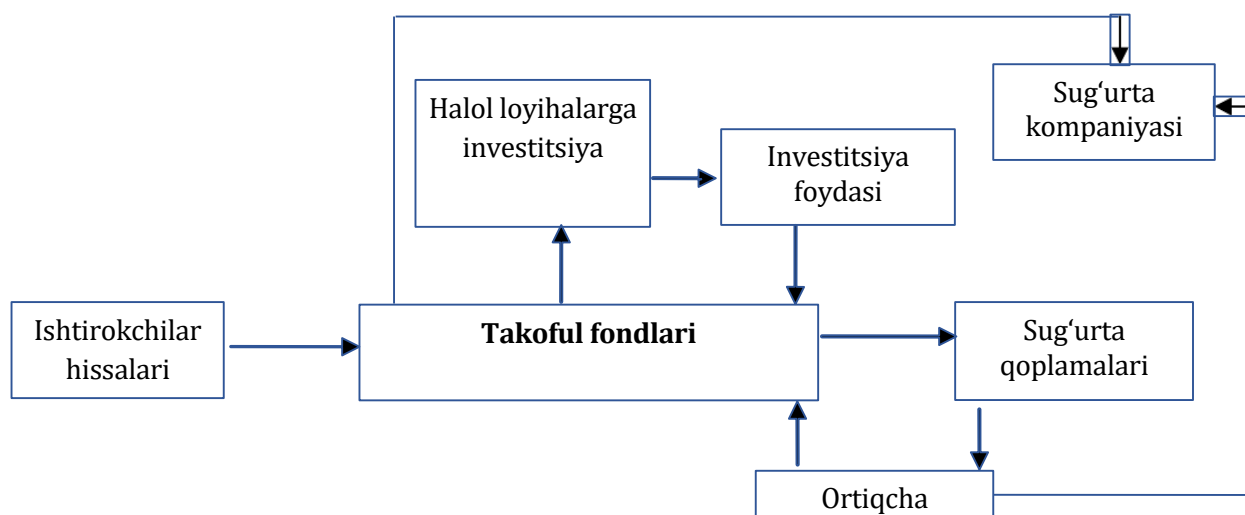 Sug‘urta
kompaniyasi
Halol loyihalarga
investitsiya
Investitsiya
foydasi
Ishtirokchilar
hissalari
Takoful fondlari
Sug‘urta
qoplamalari
Ortiqcha